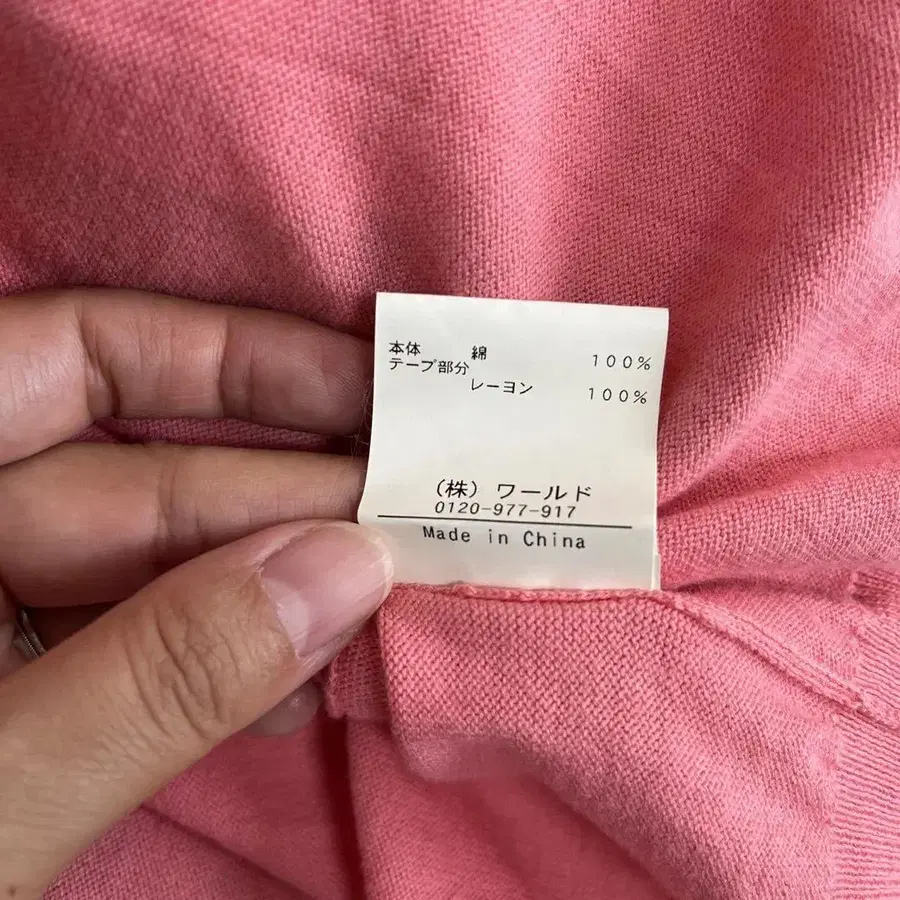 本体 綿 100%
テープ部分
レーヨン 100%
(株)ワールド
0120-977-917
Made in China